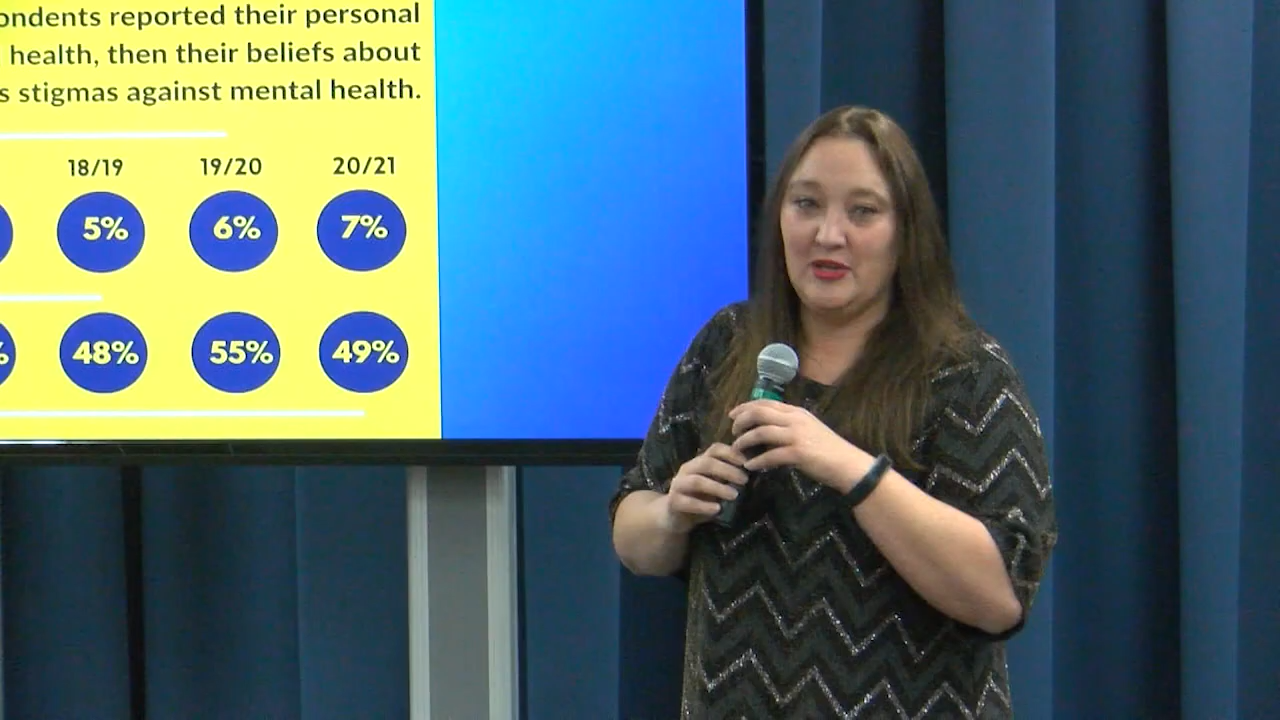 reported their personal
health, then their beliefs about
stigmas against mental health.
18/19 19/20 20/21
5% 6% 7%
48% 55% 49%